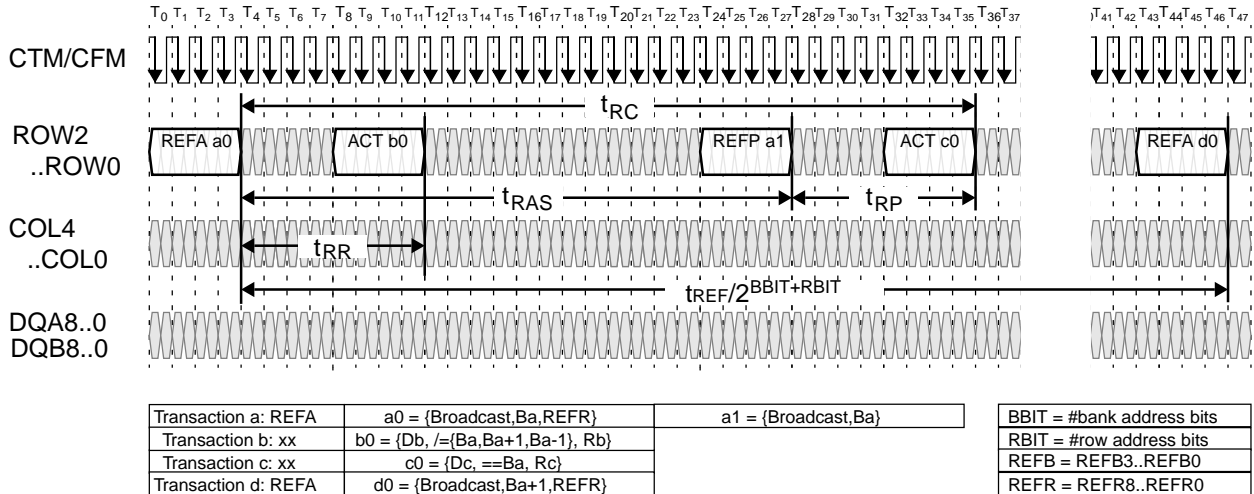 T0 T1 T2 T3 T4 T5 T6 T7 T8 T9 T10 T11 T12 T13 T14 T15 T16 T17 T18 T19 T20 T21 T22 T23 T24 T25 T26 T27 T28 T29 T30 T31 T32 T33 T34 T35 T36 T37 T41 T42 T43 T44 T45 T46 T47
CTM/CFM
tRC
ROW2
..ROW0
REFA a0 ACT b0 REFP a1 ACT c0 REFA d0
tRAS tRP
COL4
..COL0
tRR
tREF/2BBIT+RBIT
DQA8..0
DQB8..0
Transaction a: REFA a0 = {Broadcast,Ba,REFR} a1 = {Broadcast,Ba} BBIT = #bank address bits
Transaction b: xx b0 = {Db, /={Ba,Ba+1,Ba-1}, Rb} RBIT = #row address bits
Transaction c: xx c0 = {Dc, ==Ba, Rc} REFB = REFB3..REFB0
Transaction d: REFA d0 = {Broadcast,Ba+1,REFR} REFR = REFR8..REFR0